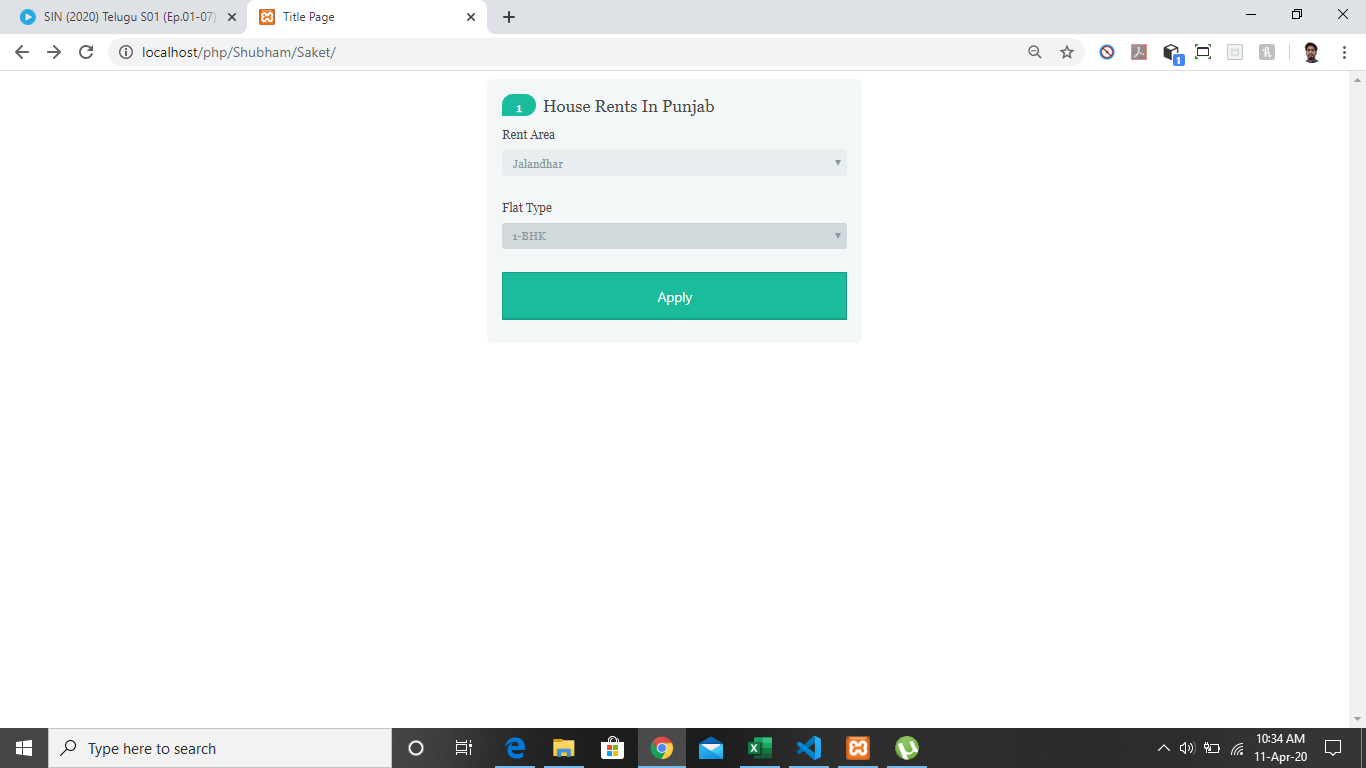 SIN (2020) Telugu S01 (Ep.01-07)
Title Page
localhost/php/Shubham/Saket/
1
1 House Rents In Punjab
Rent Area
Jalandhar
Flat Type
1-BHK
Apply
Type here to search
10:34 AM
11-Apr-20